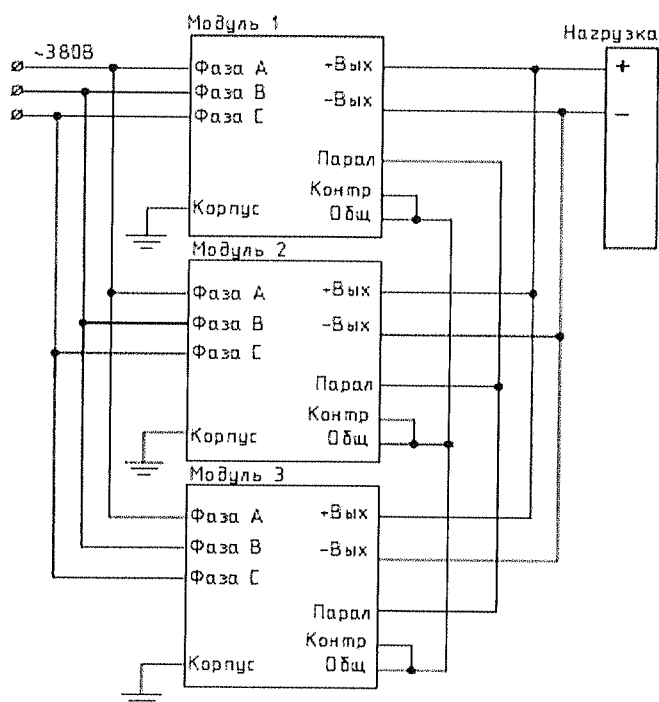 Модуль 1
Нагрузка
~380В
Фаза А
Фаза В
Фаза С
+Вых
-Вых
+
-
Парал
Контр
Общ
Корпус
Модуль 2
Фаза А
Фаза В
Фаза С
+Вых
-Вых
Парал
Контр
Общ
Корпус
Модуль 3
Фаза А
Фаза В
Фаза С
+Вых
-Вых
Парал
Контр
Общ
Корпус